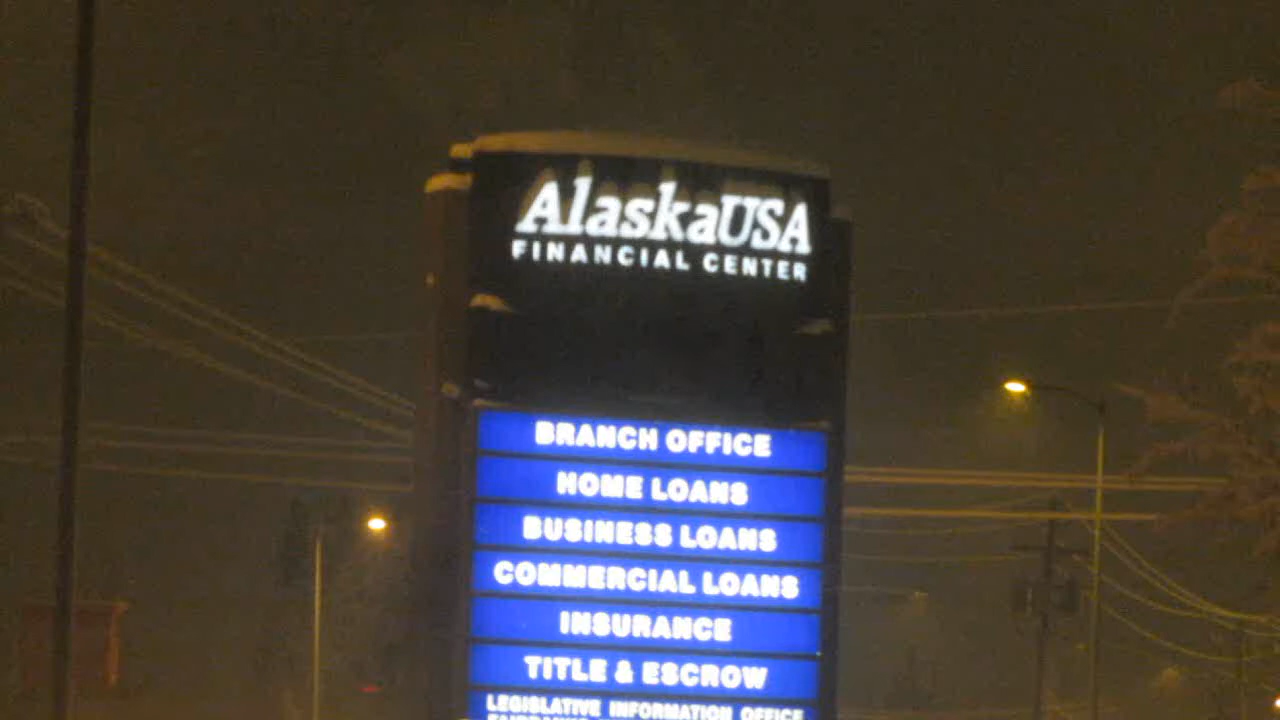 AlaskaUSA
FINANCIAL CENTER
BRANCH OFFICE
HOME LOANS
BUSINESS LOANS
COMMERCIAL LOANS
INSURANCE
TITLE & ESCROW
LEGISLATIVE INFORMATION OFFICE